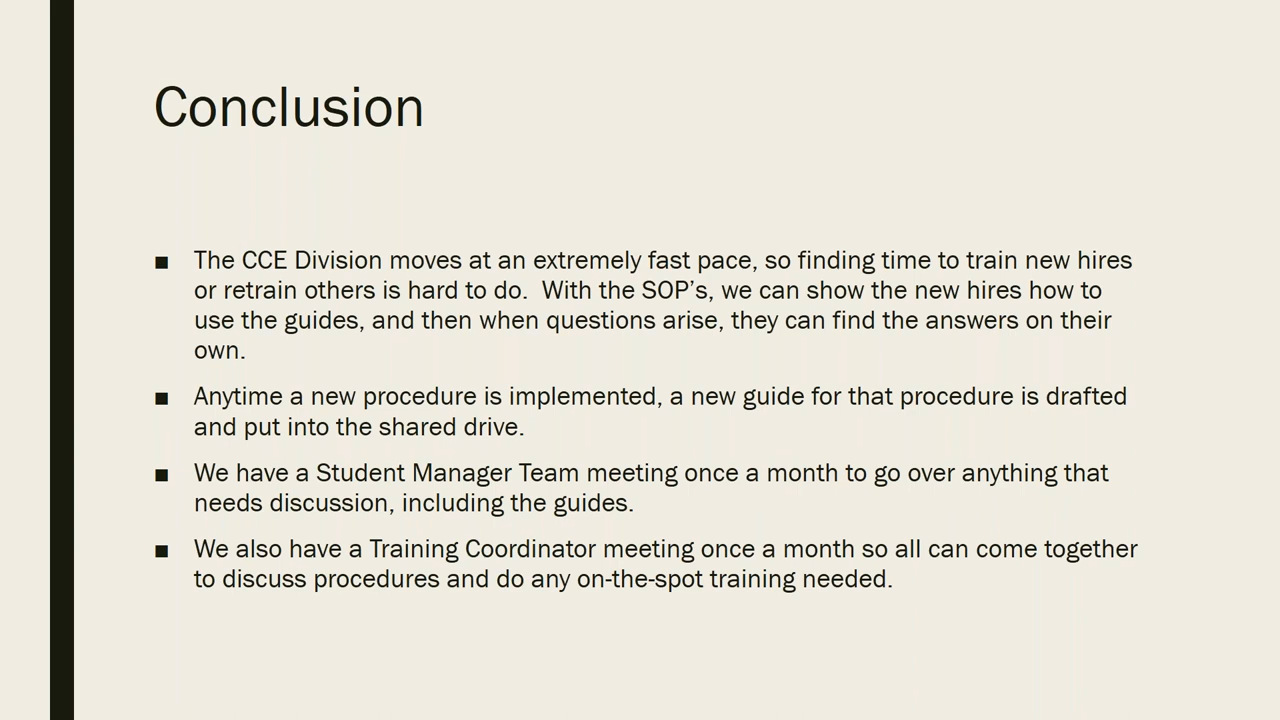 Conclusion
■ The CCE Division moves at an extremely fast pace, so finding time to train new hires
or retrain others is hard to do.  With the SOP’s, we can show the new hires how to
use the guides, and then when questions arise, they can find the answers on their
own.
■ Anytime a new procedure is implemented, a new guide for that procedure is drafted
and put into the shared drive.
■ We have a Student Manager Team meeting once a month to go over anything that
needs discussion, including the guides.
■ We also have a Training Coordinator meeting once a month so all can come together
to discuss procedures and do any on-the-spot training needed.